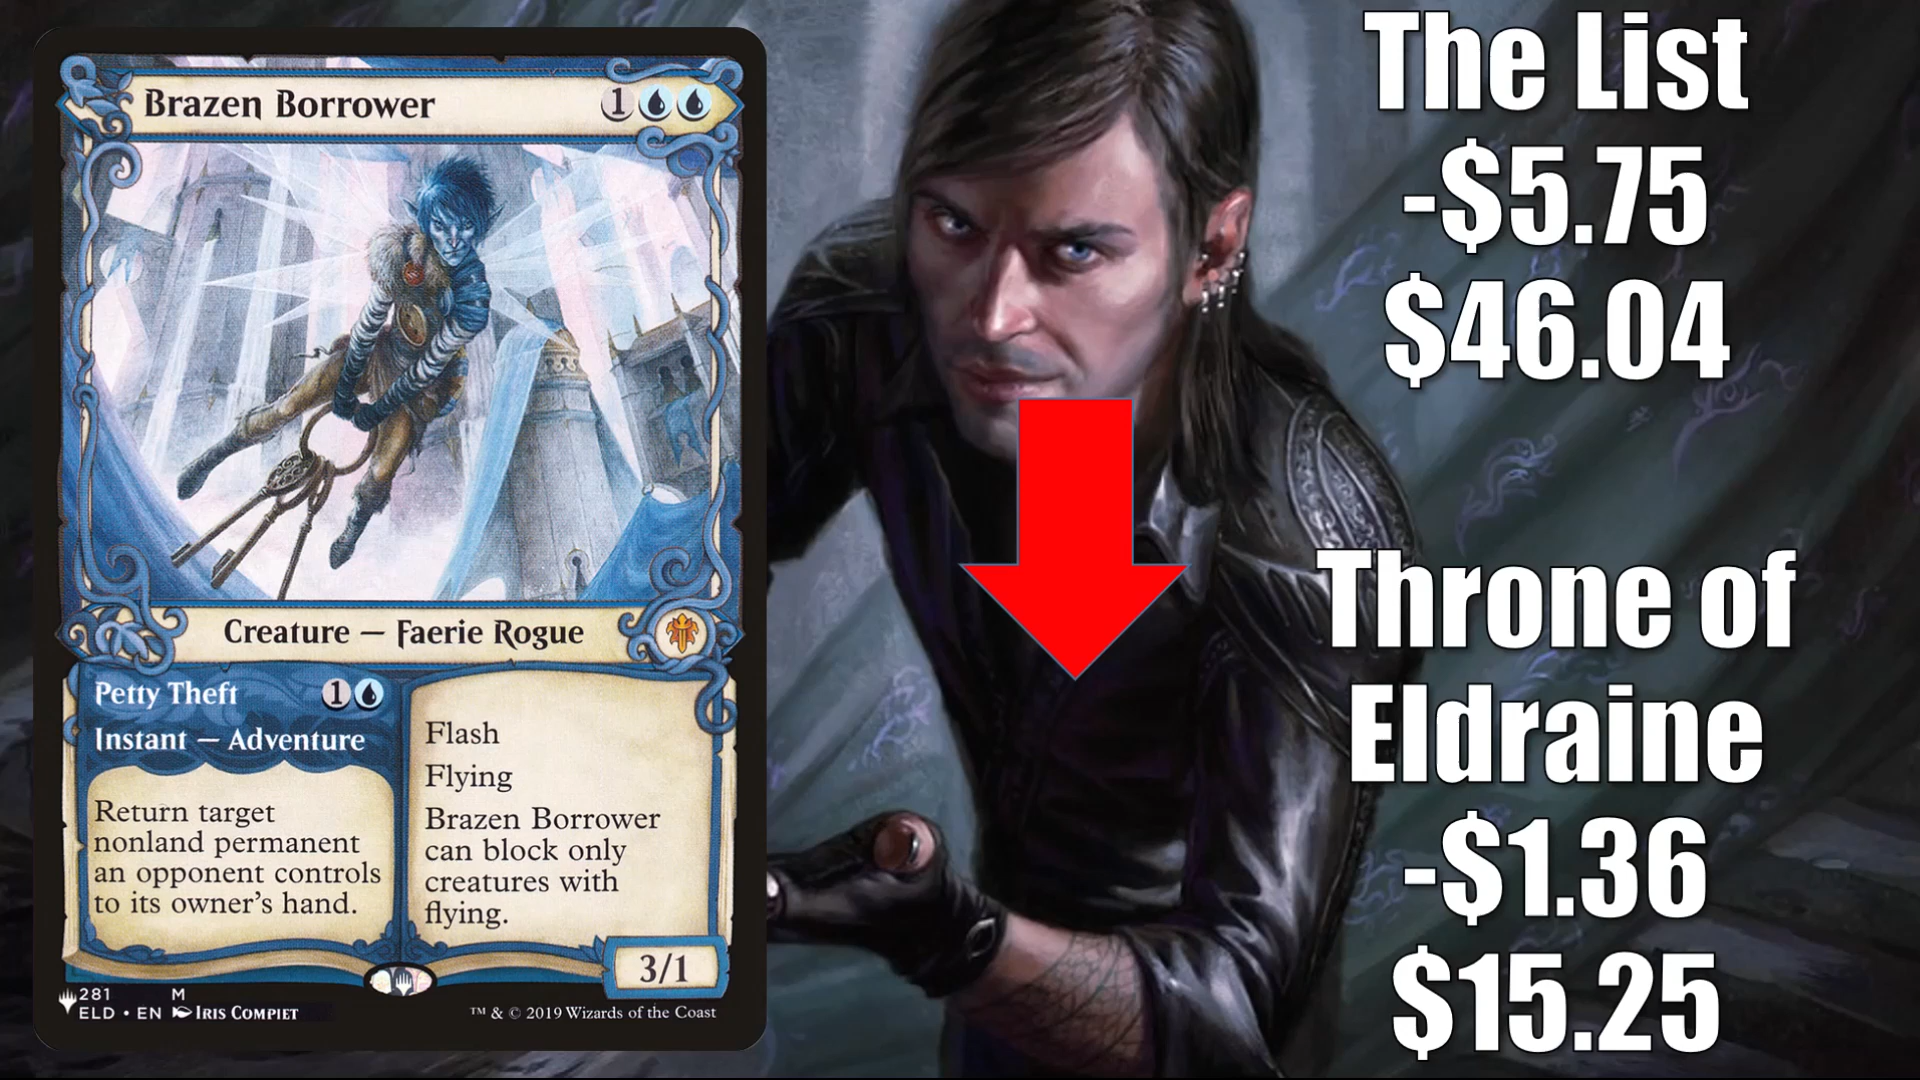 Brazen Borrower 1
Creature — Faerie Rogue
Petty Theft 1
Instant — Adventure
Return target
nonland permanent
an opponent controls
to its owner's hand.
Flash
Flying
Brazen Borrower
can block only
creatures with
flying.
3/1
281 M
ELD • EN Iris Compiet
™ & © 2019 Wizards of the Coast
The List
-$5.75
$46.04
Throne of
Eldraine
-$1.36
$15.25